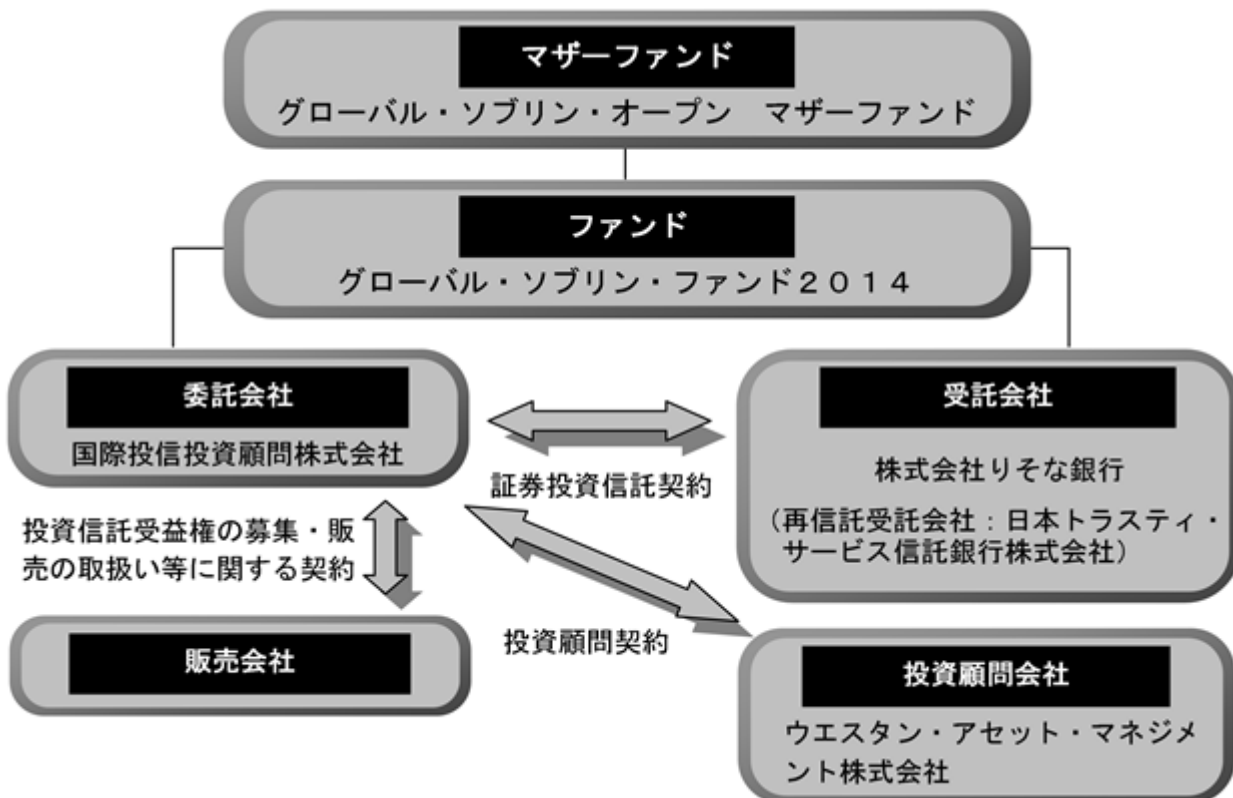 マザーファンド
グローバル・ソブリン・オープン　マザーファンド
ファンド
グローバル・ソブリン・ファンド２０１４
委託会社
国際投信投資顧問株式会社
証券投資信託契約
受託会社
株式会社りそな銀行
（再信託受託会社：日本トラスティ・
サービス信託銀行株式会社）
投資信託受益権の募集・販
売の取扱い等に関する契約
投資顧問契約
販売会社
投資顧問会社
ウエスタン・アセット・マネジメ
ント株式会社